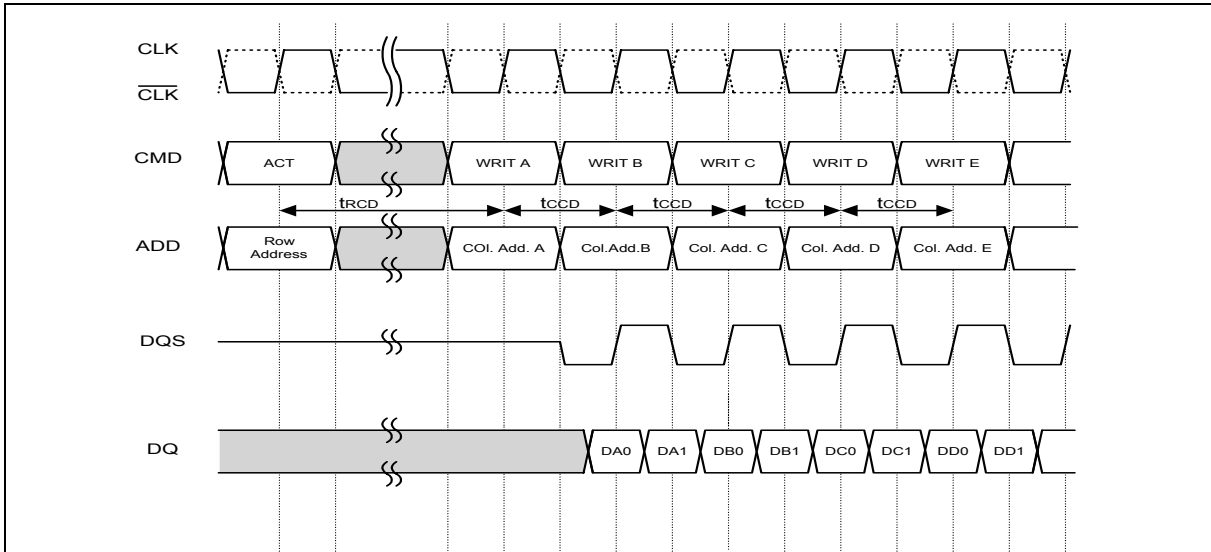 CLK
CLK
CMD
ACT
WRIT A
WRIT B
WRIT C
WRIT D
WRIT E
tRCD
tCCD
tCCD
tCCD
tCCD
ADD
Row
Address
COl. Add. A
Col.Add.B
Col. Add. C
Col. Add. D
Col. Add. E
DQS
DQ
DA0
DA1
DB0
DB1
DC0
DC1
DD0
DD1